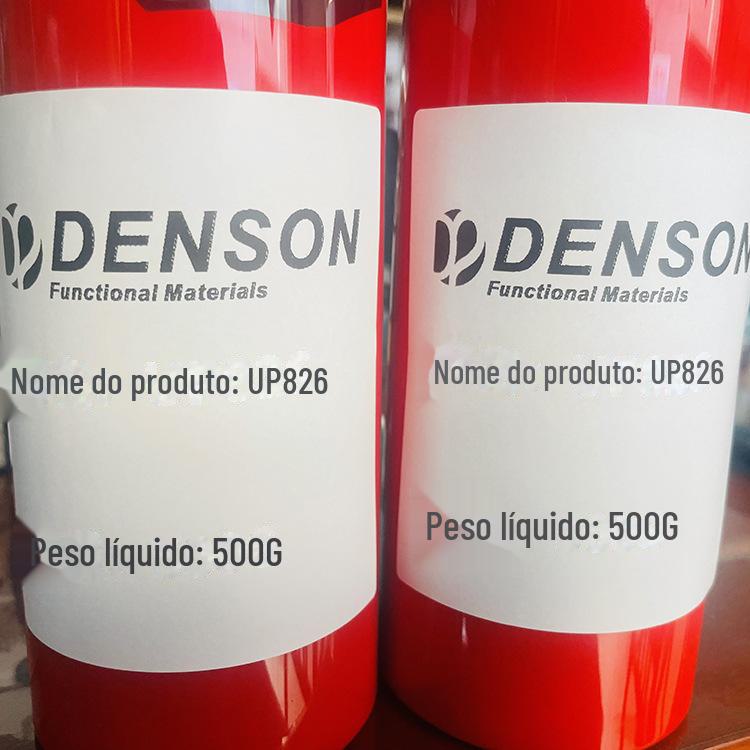 DENSON
Functional Materials
Nome do produto: UP826
Peso líquido: 500G
DENSON
Functional Materials
Nome do produto: UP826
Peso líquido: 500G